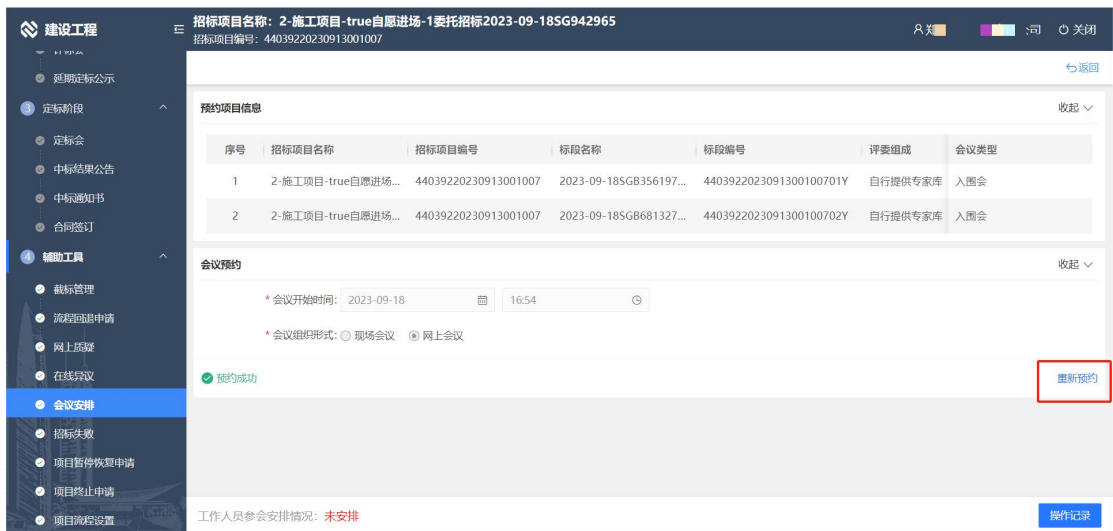 建设工程
招标项目名称：2-施工项目-true自愿进场-1委托招标2023-09-18SG942965
招标项目编号：44039220230913001007
郑
司
关闭
延期定标公示
3 定标阶段
定标会
中标结果公告
中标通知书
合同签订
4 辅助工具
截标管理
流程回退申请
网上质疑
在线异议
会议安排
招标失败
项目暂停恢复申请
项目终止申请
项目流程设置
返回
预约项目信息
收起
序号 招标项目名称 招标项目编号 标段名称 标段编号 评委组成 会议类型
1 2-施工项目-true自愿进场... 44039220230913001007 2023-09-18SGB356197... 4403922023091300100701Y 自行提供专家库 入围会
2 2-施工项目-true自愿进场... 44039220230913001007 2023-09-18SGB681327... 4403922023091300100702Y 自行提供专家库 入围会
会议预约
收起
* 会议开始时间: 2023-09-18 16:54
* 会议组织形式: 现场会议 网上会议
预约成功
重新预约
工作人员参会安排情况：未安排
操作记录